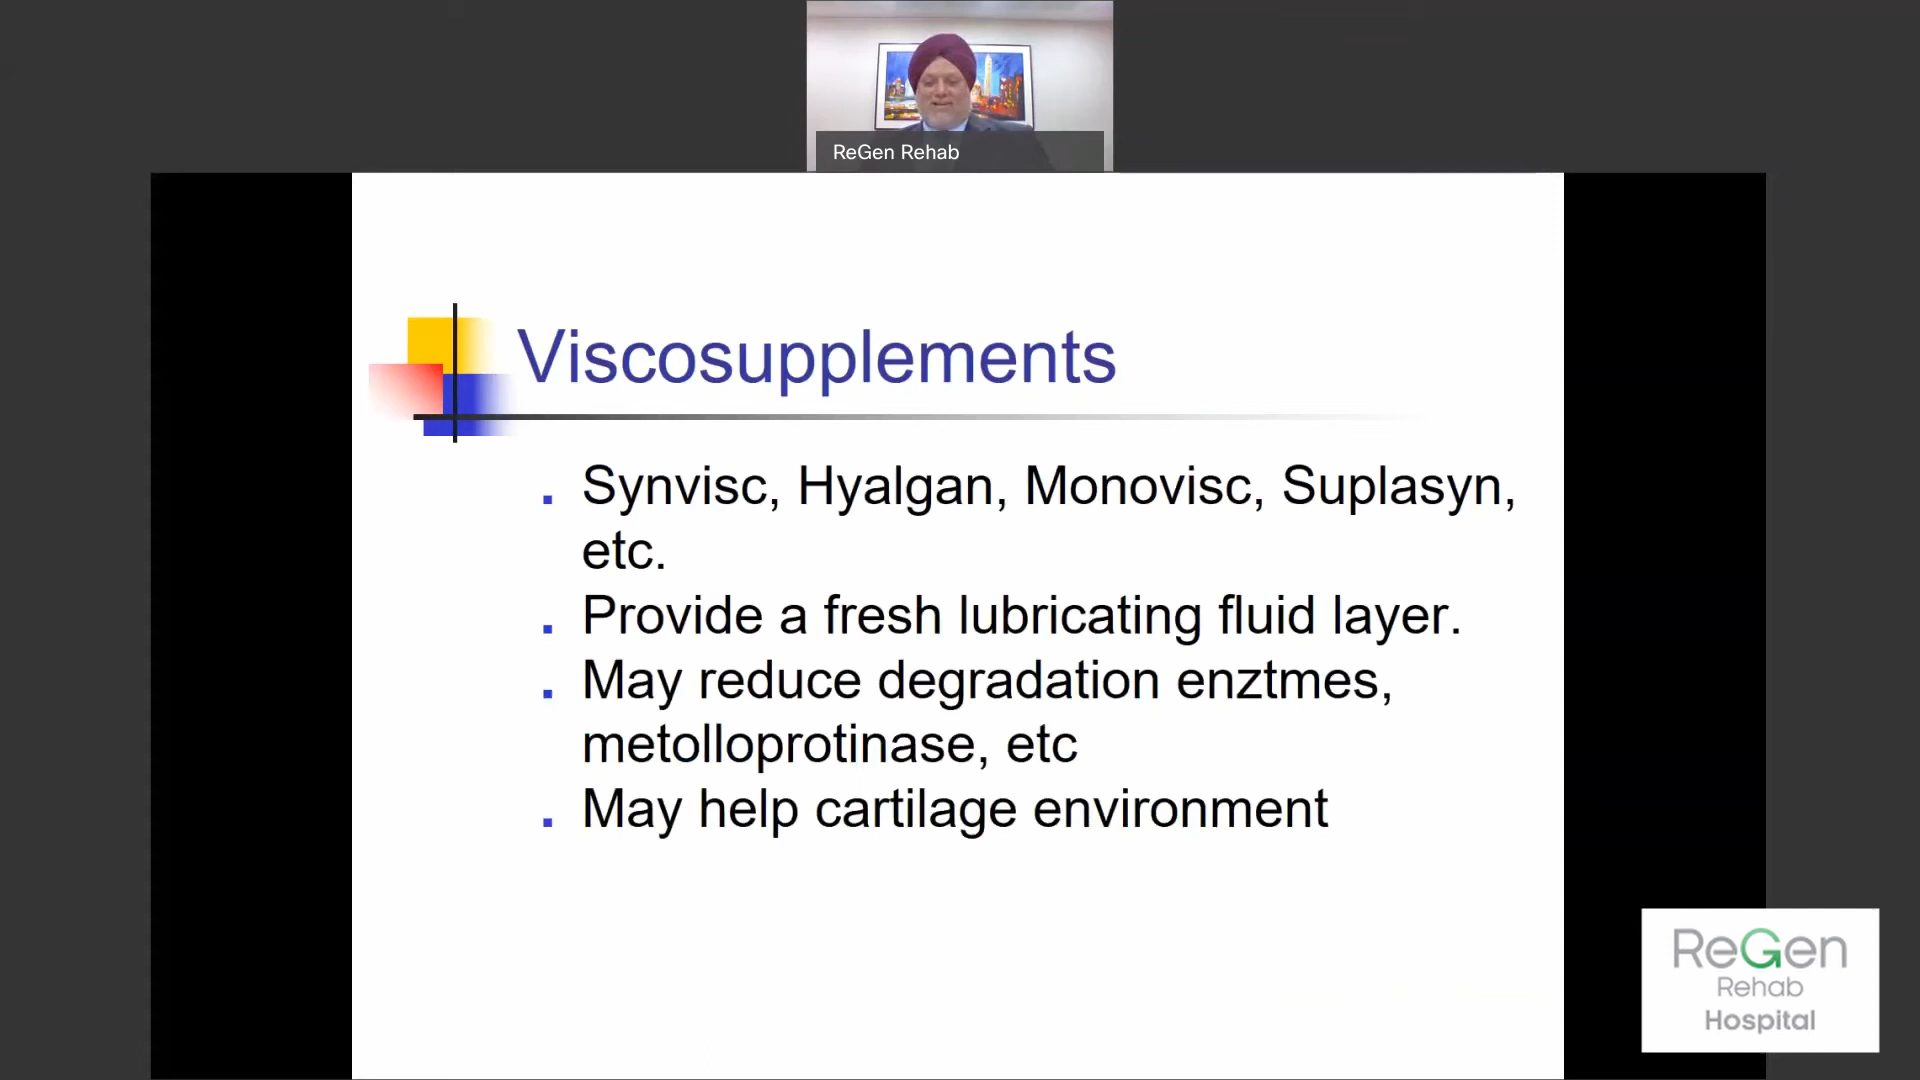 ReGen Rehab
Viscosupplements
Synvisc, Hyalgan, Monovisc, Suplasyn,
etc.
Provide a fresh lubricating fluid layer.
May reduce degradation enztmes,
metolloprotinase, etc
May help cartilage environment
ReGen
Rehab
Hospital